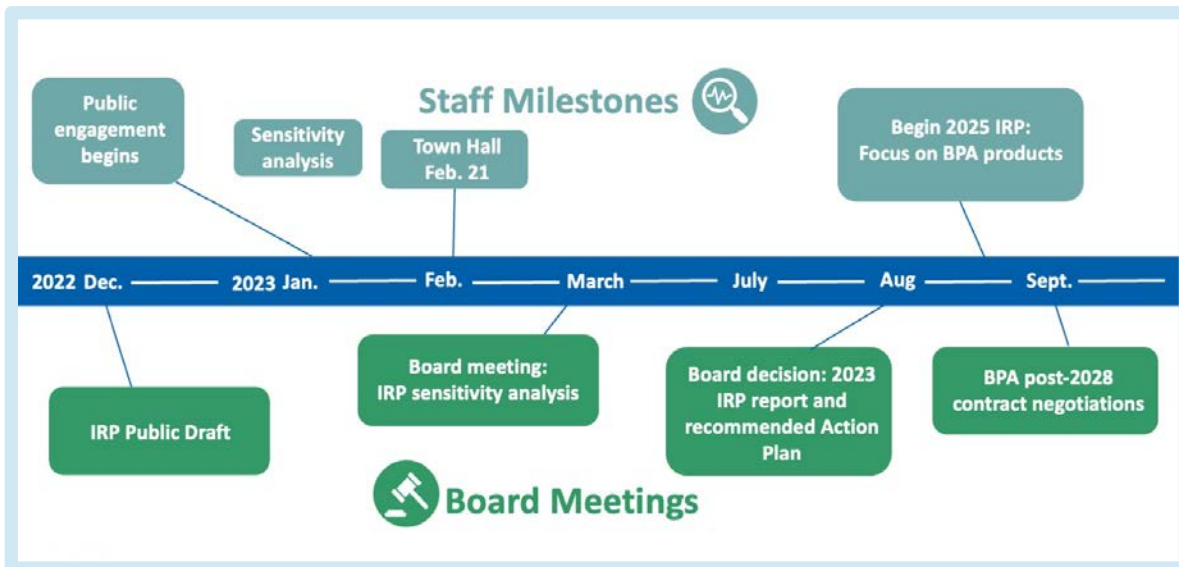 Staff Milestones
Public
engagement
begins
Sensitivity
analysis
Town Hall
Feb. 21
Begin 2025 IRP:
Focus on BPA products
2022 Dec. 2023 Jan. Feb. March July Aug Sept.
IRP Public Draft
Board meeting:
IRP sensitivity analysis
Board decision: 2023
IRP report and
recommended Action
Plan
BPA post-2028
contract negotiations
Board Meetings